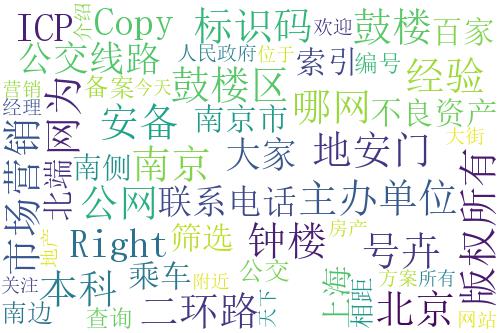 ICP
介绍
Copy
标识码
欢迎
鼓楼
百家
公交线路
人民政府
位于
索引
编号
经验
营销
备案
今天
鼓楼区
哪网
不良资产
经理
网为
安备
南京市
大家
地安门
大街
市场营销
北端
南侧
南京
公网
联系电话
主办单位
版权所有
地产
Right
筛选
钟楼
房产
号卉
关注
本科
乘车
附近
公交
天下
上海
相距
方案
所有
南边
查询
二环路
北京
网站